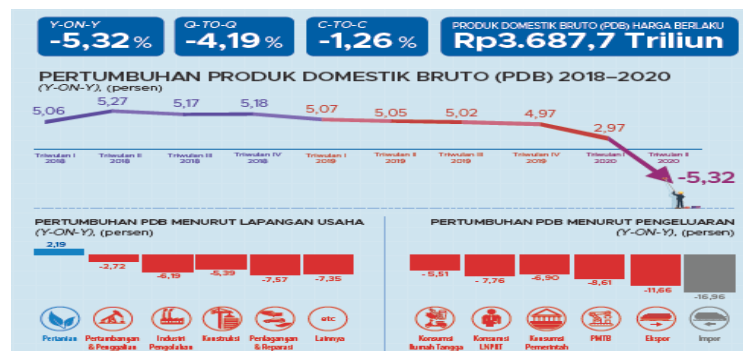 Y-ON-Y
-5,32 %
Q-TO-Q
-4,19 %
C-TO-C
-1,26 %
PRODUK DOMESTIK BRUTO (PDB) HARGA BERLAKU
Rp3.687,7 Triliun
PERTUMBUHAN PRODUK DOMESTIK BRUTO (PDB) 2018–2020
(Y-ON-Y), (persen)
5,06
5,27
5,17
5,18
5,07
5,05
5,02
4,97
2,97
-5,32
Triwulan I
2018
Triwulan II
2018
Triwulan III
2018
Triwulan IV
2018
Triwulan I
2019
Triwulan II
2019
Triwulan III
2019
Triwulan IV
2019
Triwulan I
2020
Triwulan II
2020
PERTUMBUHAN PDB MENURUT LAPANGAN USAHA
(Y-ON-Y), (persen)
2,19
-2,72
-6,19
-5,39
-7,57
-7,35
etc
Pertanian
Pertambangan
& Penggalian
Industri
Pengolahan
Konstruksi
Perdagangan
& Reparasi
Lainnya
PERTUMBUHAN PDB MENURUT PENGELUARAN
(Y-ON-Y), (persen)
-5,51
-7,76
-6,90
-8,61
-11,66
-16,96
Konsumsi
Rumah Tangga
Konsumsi
LNPRT
Konsumsi
Pemerintah
PMTB
Ekspor
Impor